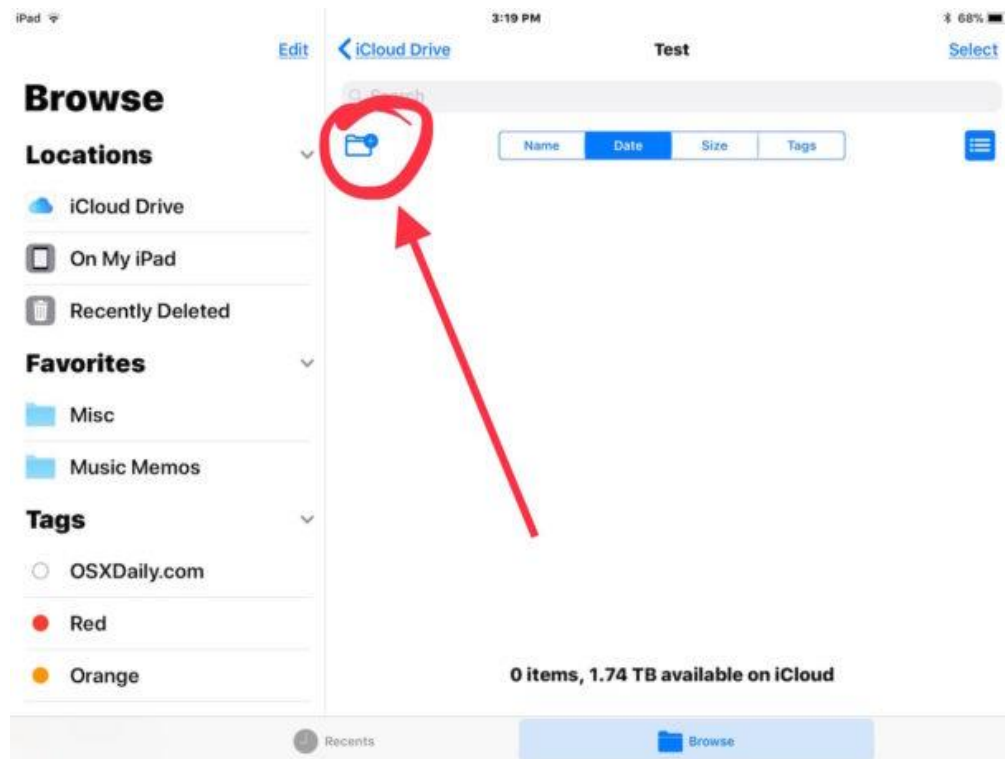 iPad 3:19 PM 68%
Edit iCloud Drive Test Select
Browse
Search
Name Date Size Tags
Locations
iCloud Drive
On My iPad
Recently Deleted
Favorites
Misc
Music Memos
Tags
OSXDaily.com
Red
Orange
0 items, 1.74 TB available on iCloud
Recents Browse